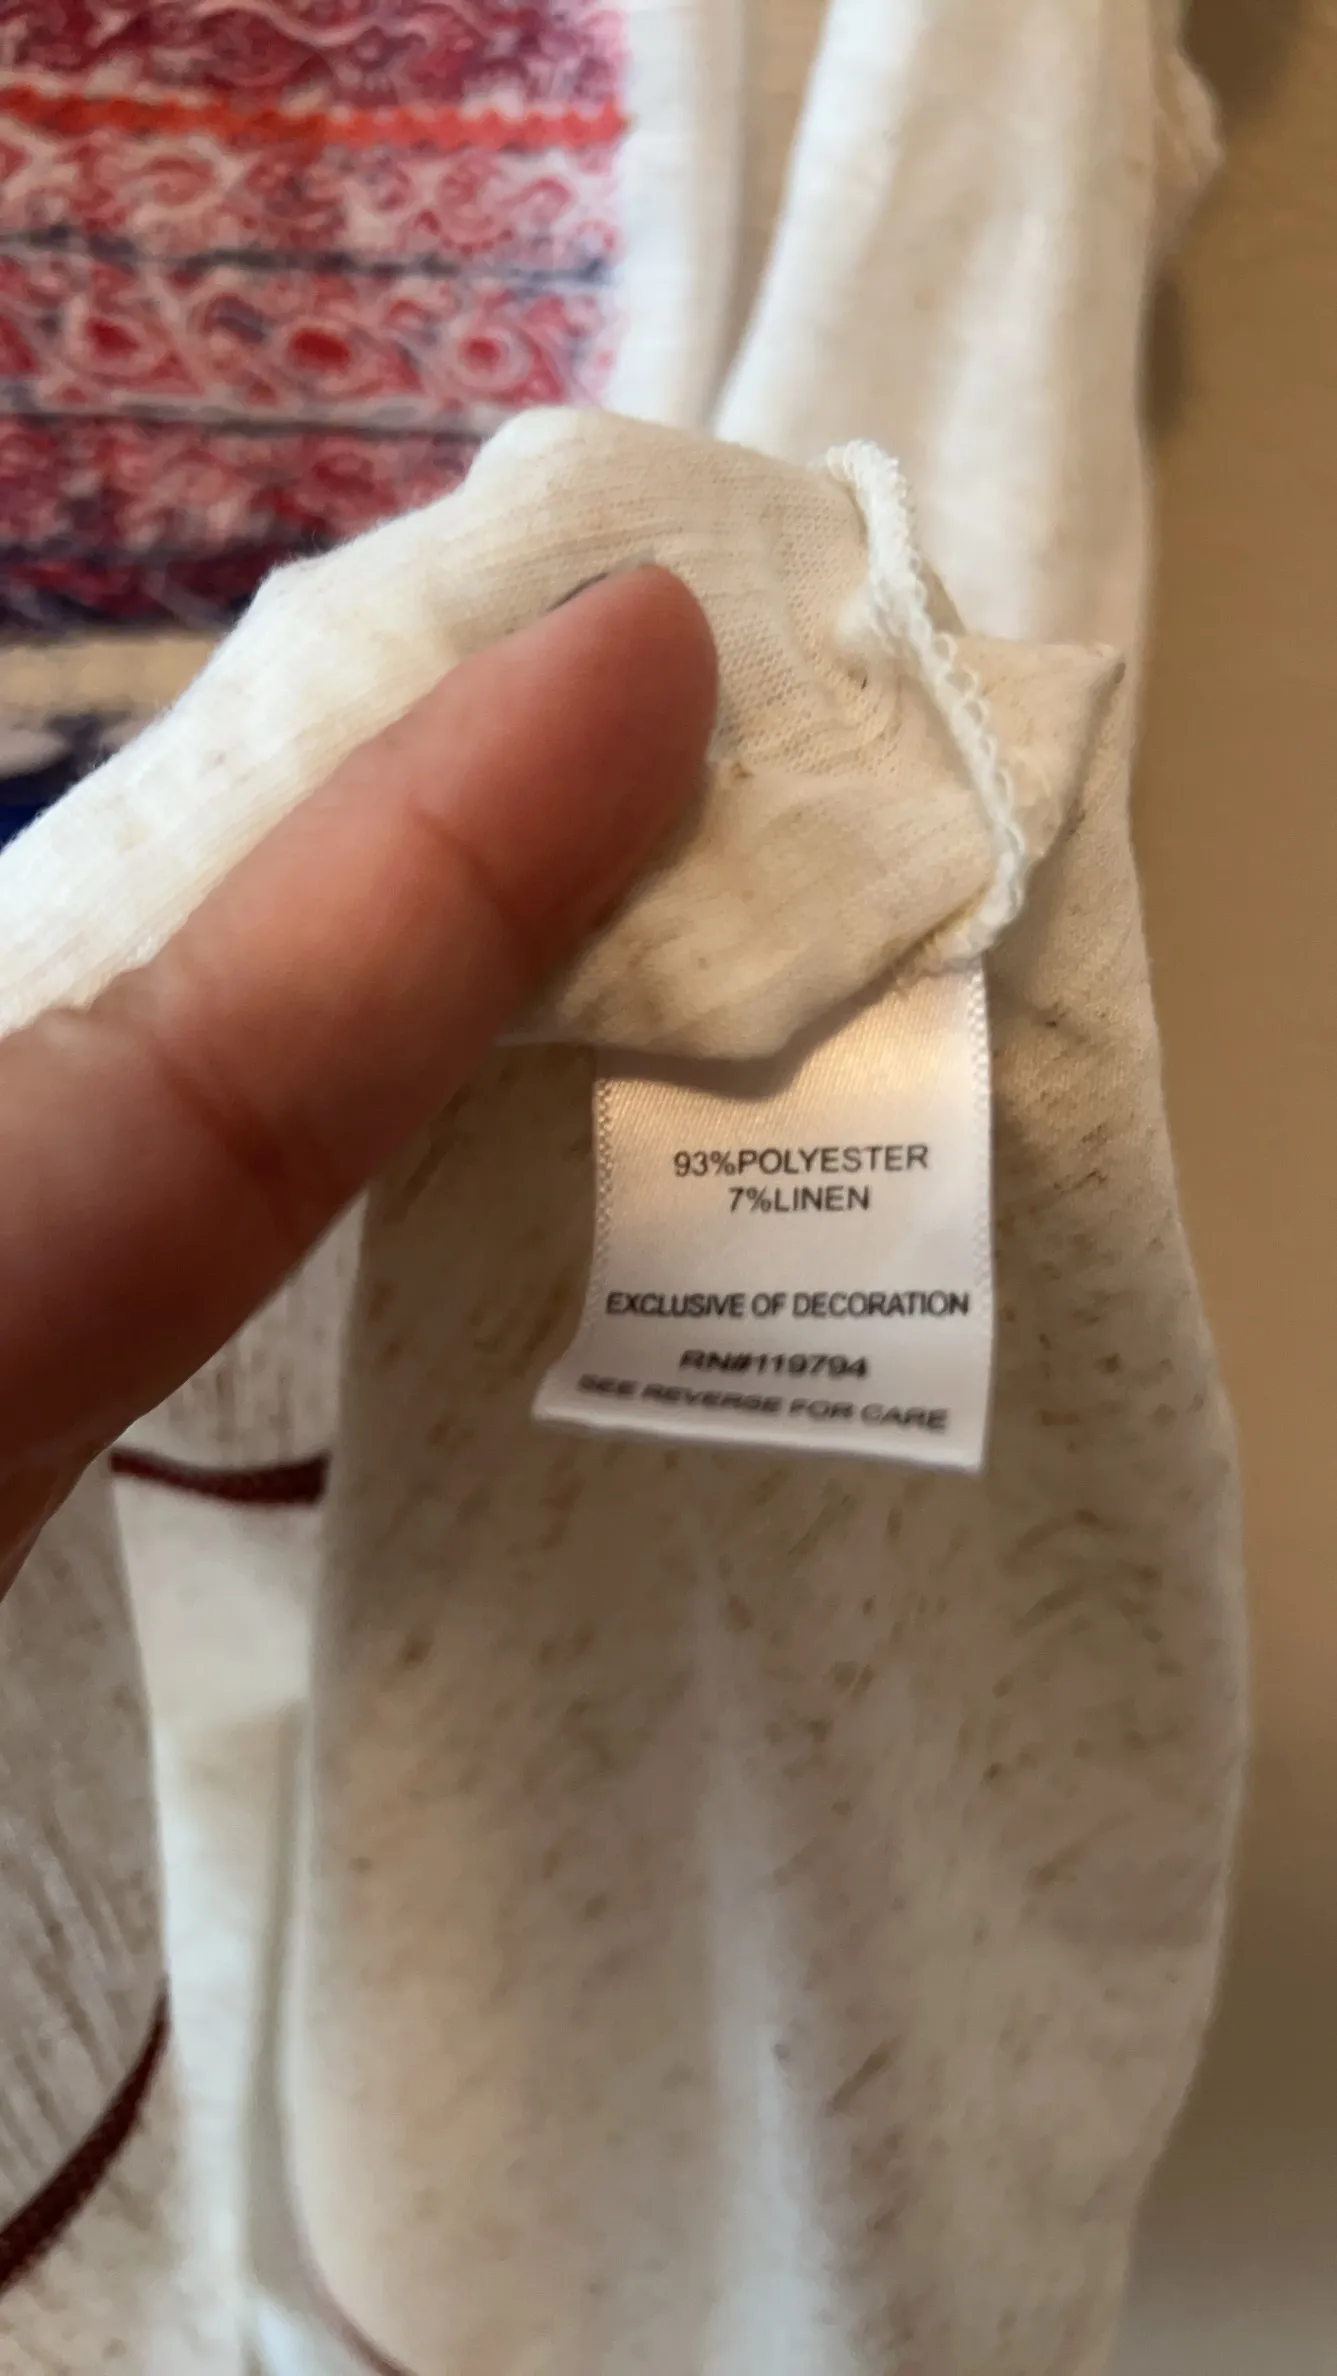 93%POLYESTER
7%LINEN
EXCLUSIVE OF DECORATION
RN#119794
SEE REVERSE FOR CARE